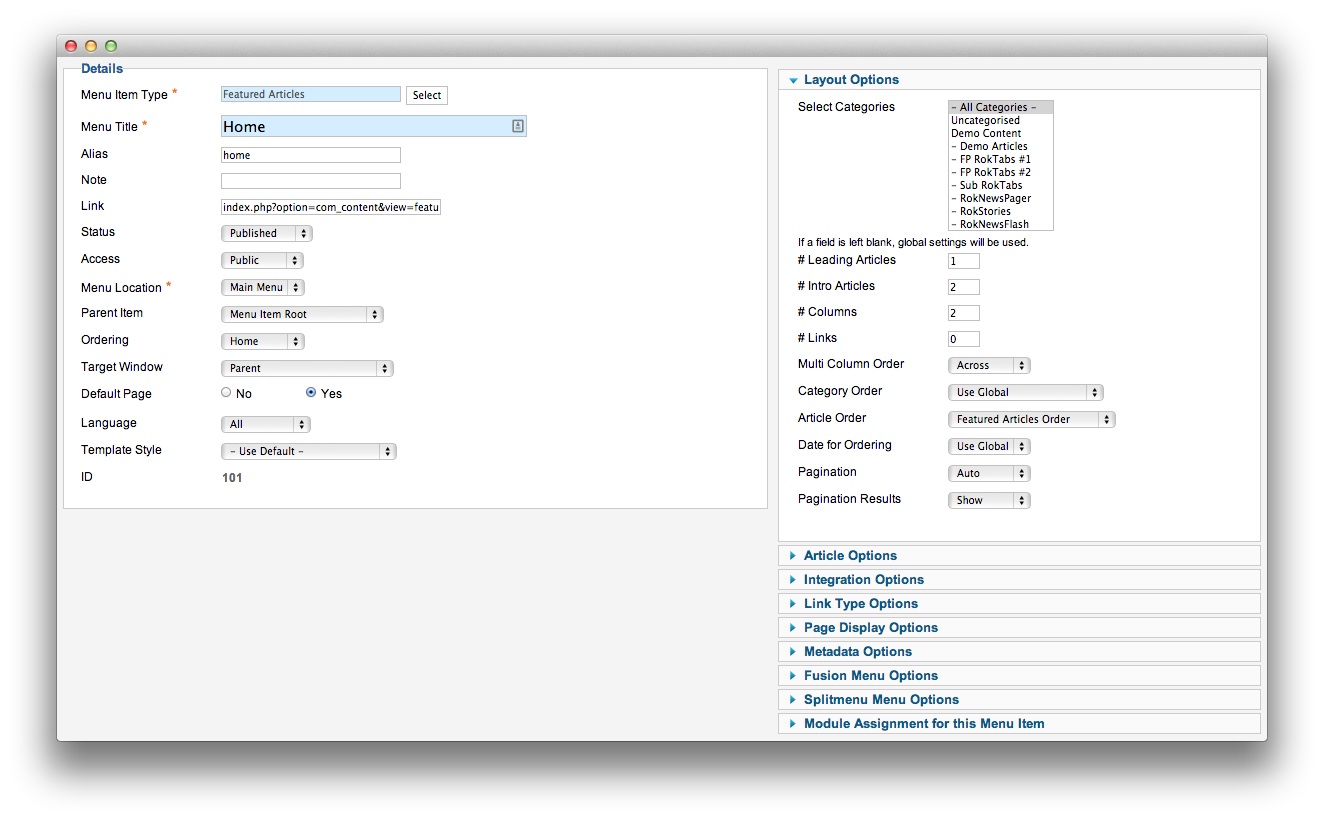 Details
Menu Item Type *
Featured Articles
Select
Menu Title *
Home
Alias
home
Note
Link
index.php?option=com_content&view=featu
Status
Published
Access
Public
Menu Location *
Main Menu
Parent Item
Menu Item Root
Ordering
Home
Target Window
Parent
Default Page
No
Yes
Language
All
Template Style
- Use Default -
ID
101
Layout Options
Select Categories
- All Categories -
Uncategorised
Demo Content
- Demo Articles
- FP RokTabs #1
- FP RokTabs #2
- Sub RokTabs
- RokNewsPager
- RokStories
- RokNewsFlash
If a field is left blank, global settings will be used.
# Leading Articles
1
# Intro Articles
2
# Columns
2
# Links
0
Multi Column Order
Across
Category Order
Use Global
Article Order
Featured Articles Order
Date for Ordering
Use Global
Pagination
Auto
Pagination Results
Show
Article Options
Integration Options
Link Type Options
Page Display Options
Metadata Options
Fusion Menu Options
Splitmenu Menu Options
Module Assignment for this Menu Item